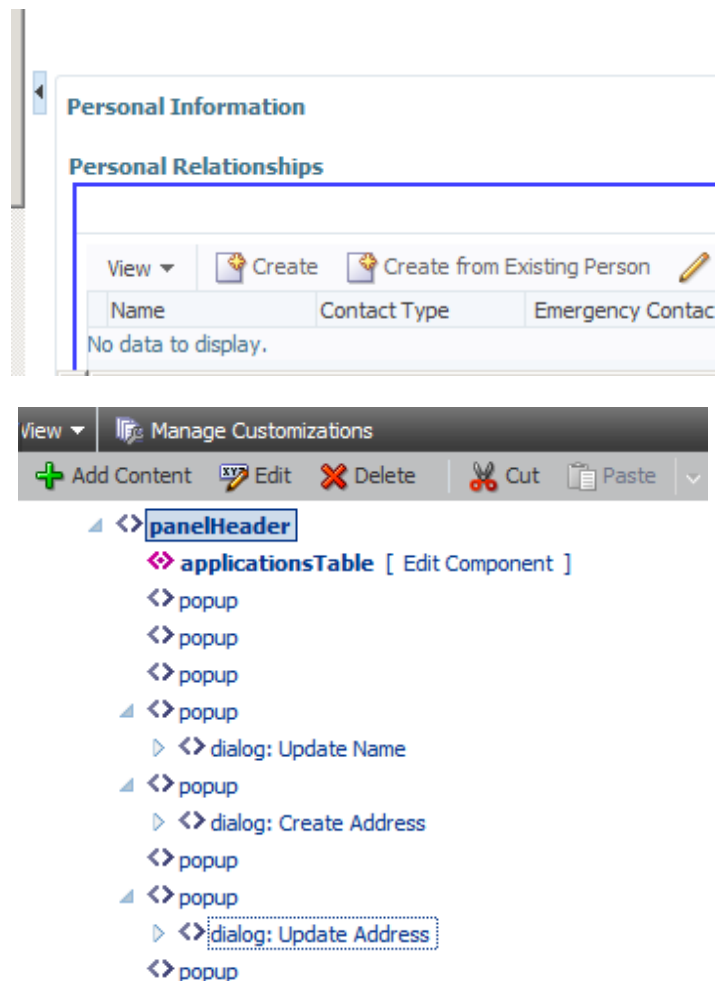 Personal Information
Personal Relationships
View Create Create from Existing Person
Name Contact Type Emergency Contac
No data to display.
View Manage Customizations
Add Content Edit Delete Cut Paste
panelHeader
applicationsTable [ Edit Component ]
popup
popup
popup
popup
dialog: Update Name
popup
dialog: Create Address
popup
popup
dialog: Update Address
popup